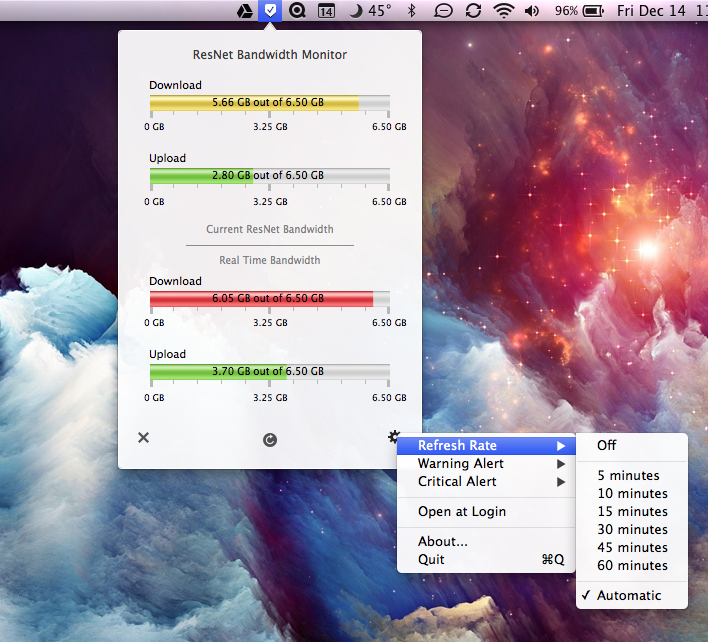 14
45°
96%
Fri Dec 14
ResNet Bandwidth Monitor
Download
5.66 GB out of 6.50 GB
0 GB 3.25 GB 6.50 GB
Upload
2.80 GB out of 6.50 GB
0 GB 3.25 GB 6.50 GB
Current ResNet Bandwidth
Real Time Bandwidth
Download
6.05 GB out of 6.50 GB
0 GB 3.25 GB 6.50 GB
Upload
3.70 GB out of 6.50 GB
0 GB 3.25 GB 6.50 GB
Refresh Rate
Warning Alert
Critical Alert
Open at Login
About...
Quit ⌘Q
Off
5 minutes
10 minutes
15 minutes
30 minutes
45 minutes
60 minutes
✓ Automatic